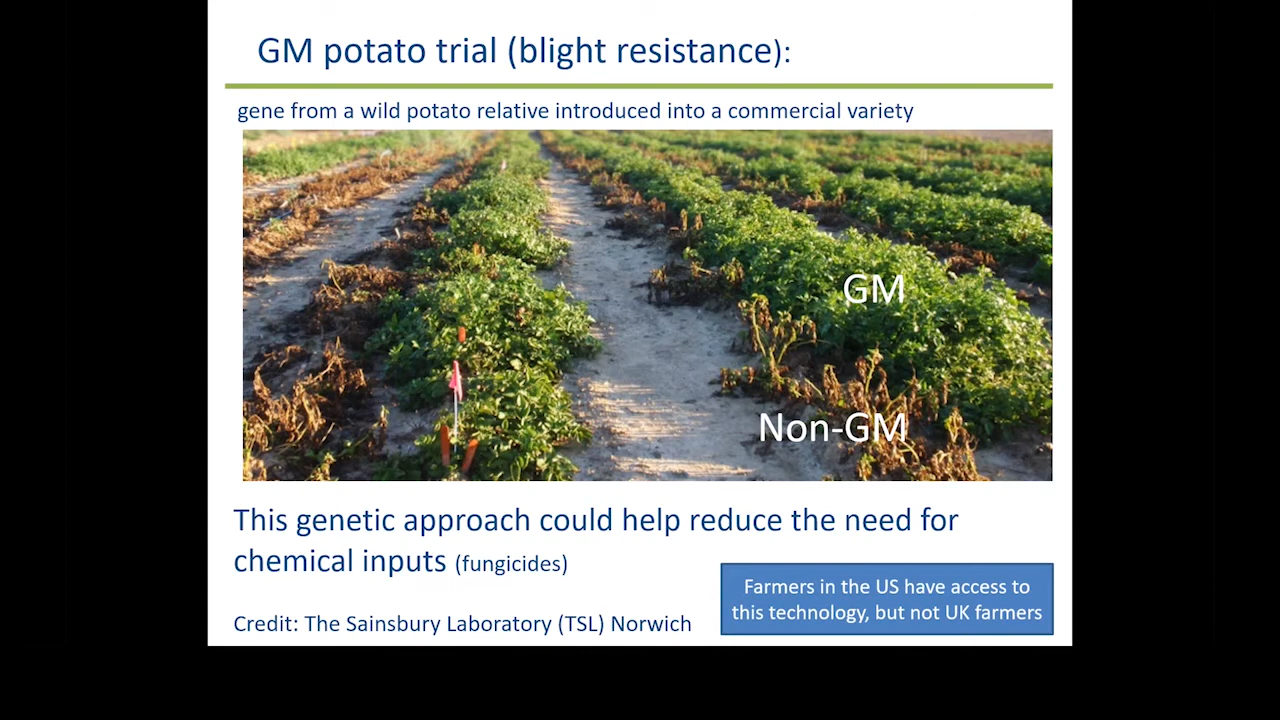 GM potato trial (blight resistance):
gene from a wild potato relative introduced into a commercial variety
GM
Non-GM
This genetic approach could help reduce the need for
chemical inputs (fungicides)
Farmers in the US have access to
this technology, but not UK farmers
Credit: The Sainsbury Laboratory (TSL) Norwich